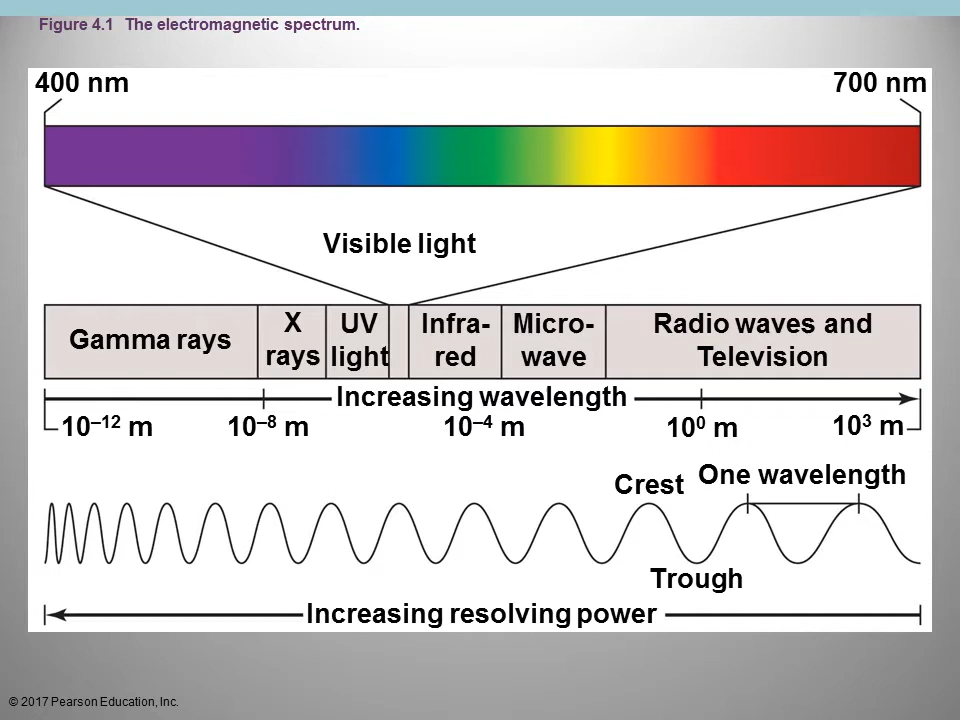 Figure 4.1 The electromagnetic spectrum.
400 nm
700 nm
Visible light
Gamma rays
X
rays
UV
light
Infra-
red
Micro-
wave
Radio waves and
Television
Increasing wavelength
10⁻¹² m
10⁻⁸ m
10⁻⁴ m
10⁰ m
10³ m
Crest
One wavelength
Trough
Increasing resolving power
© 2017 Pearson Education, Inc.